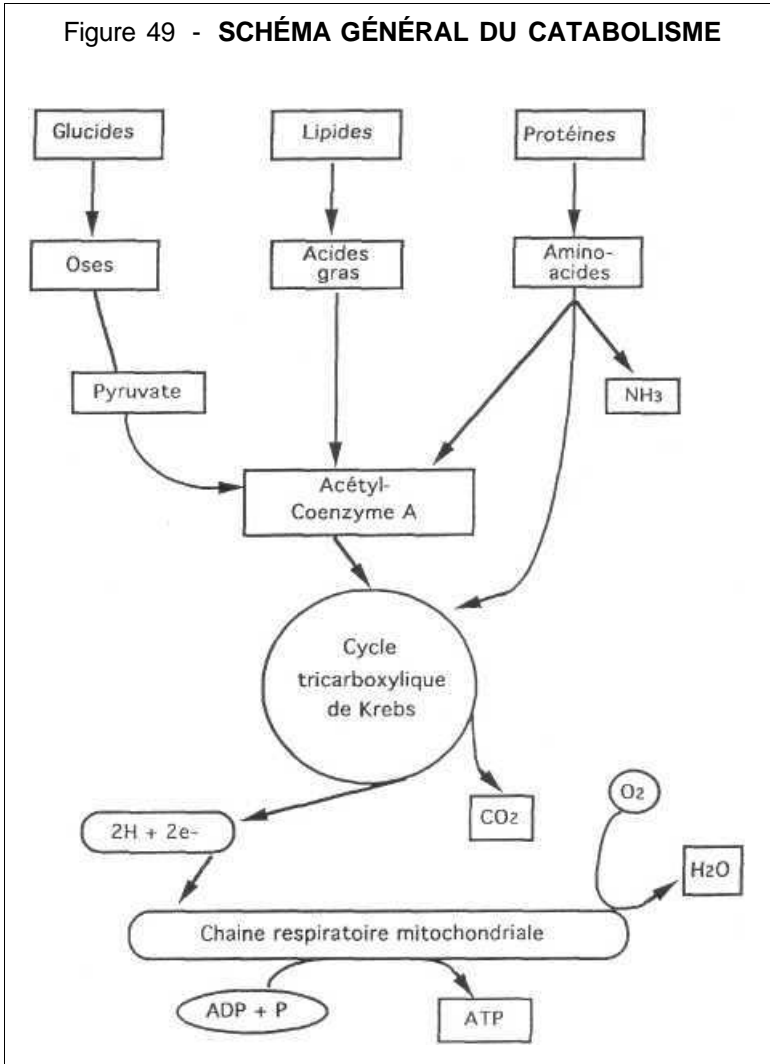 Figure 49 - SCHÉMA GÉNÉRAL DU CATABOLISME
Glucides
Lipides
Protéines
Oses
Acides
gras
Amino-
acides
Pyruvate
NH3
Acétyl-
Coenzyme A
Cycle
tricarboxylique
de Krebs
2H + 2e-
CO2
O2
H2O
Chaine respiratoire mitochondriale
ADP + P
ATP